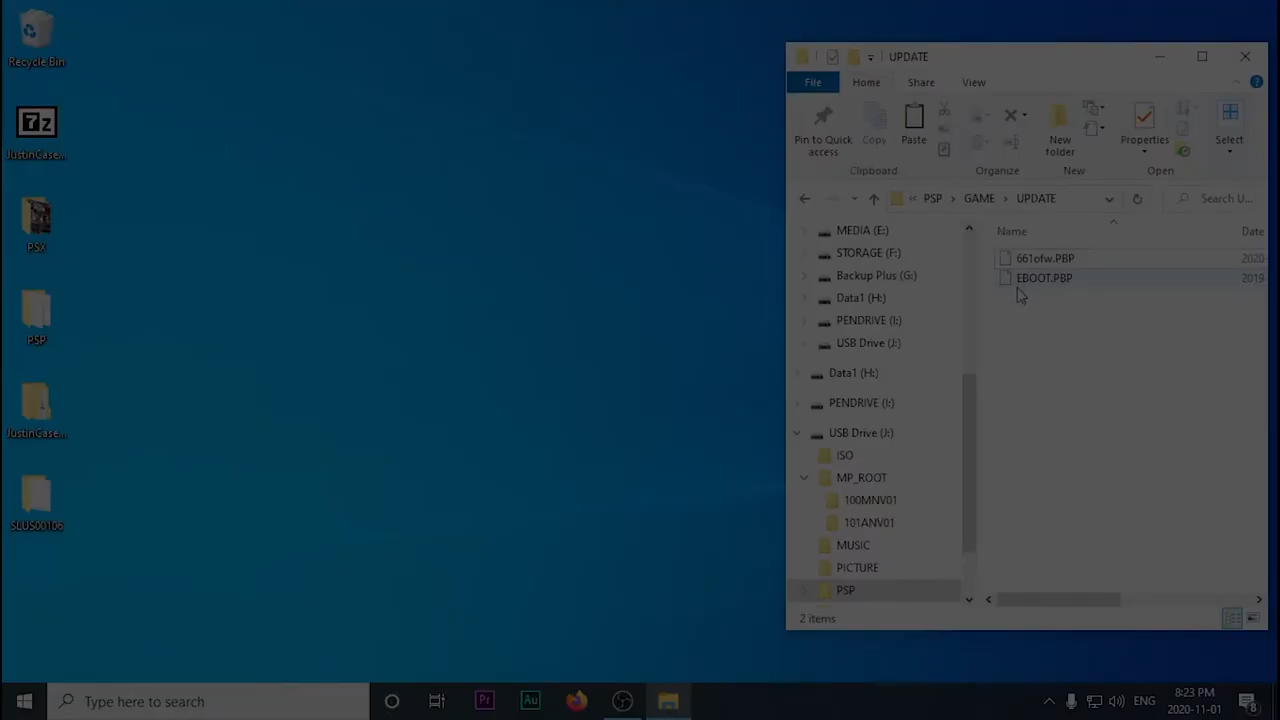 Recycle Bin
JustinCase...
PSX
PSP
JustinCase...
SLUS00106
UPDATE
File
Home
Share
View
Pin to Quick access
Copy
Paste
New folder
Properties
Select
Clipboard
Organize
New
Open
PSP
GAME
UPDATE
Search U...
MEDIA (E:)
STORAGE (F:)
Backup Plus (G:)
Data1 (H:)
PENDRIVE (I:)
USB Drive (J:)
Data1 (H:)
PENDRIVE (I:)
USB Drive (J:)
ISO
MP_ROOT
100MNV01
101ANV01
MUSIC
PICTURE
PSP
Name
Date
661ofw.PBP
2020
EBOOT.PBP
2019
2 items
Type here to search
Pr
Au
ENG
8:23 PM
2020-11-01
8